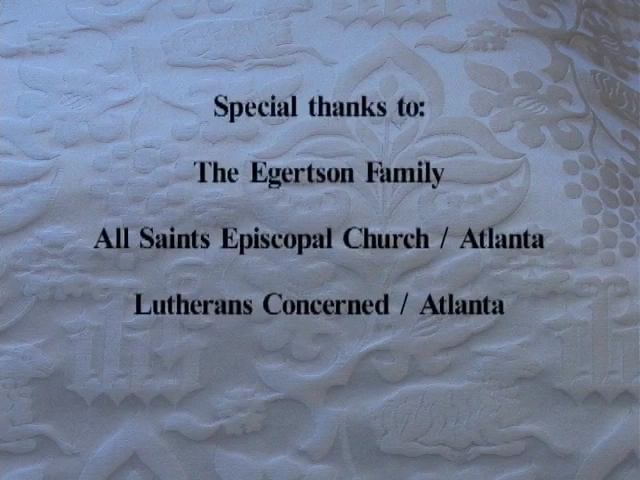 Special thanks to:
The Egertson Family
All Saints Episcopal Church / Atlanta
Lutherans Concerned / Atlanta